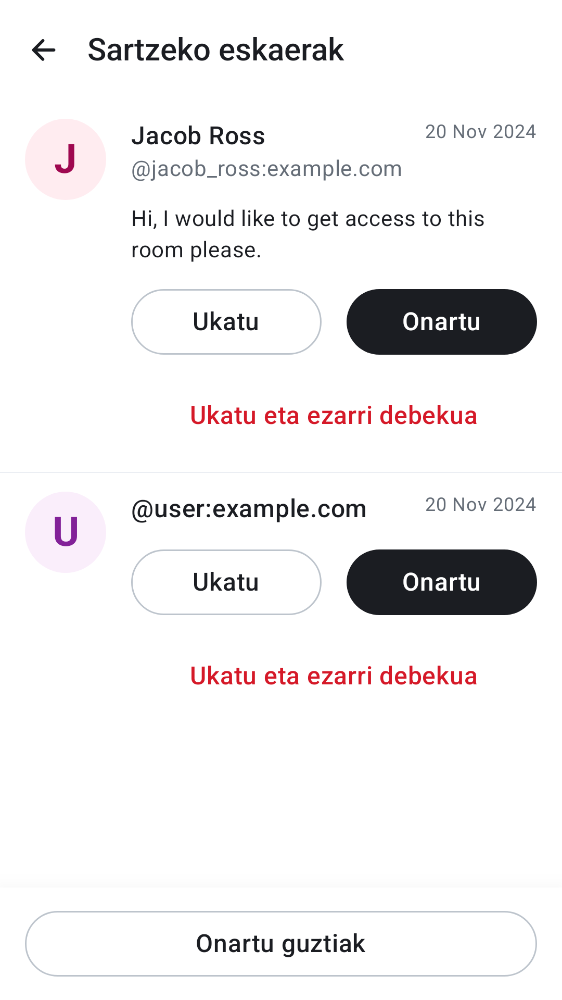 Sartzeko eskaerak
J
Jacob Ross
20 Nov 2024
@jacob_ross:example.com
Hi, I would like to get access to this
room please.
Ukatu
Onartu
Ukatu eta ezarri debekua
U
@user:example.com
20 Nov 2024
Ukatu
Onartu
Ukatu eta ezarri debekua
Onartu guztiak